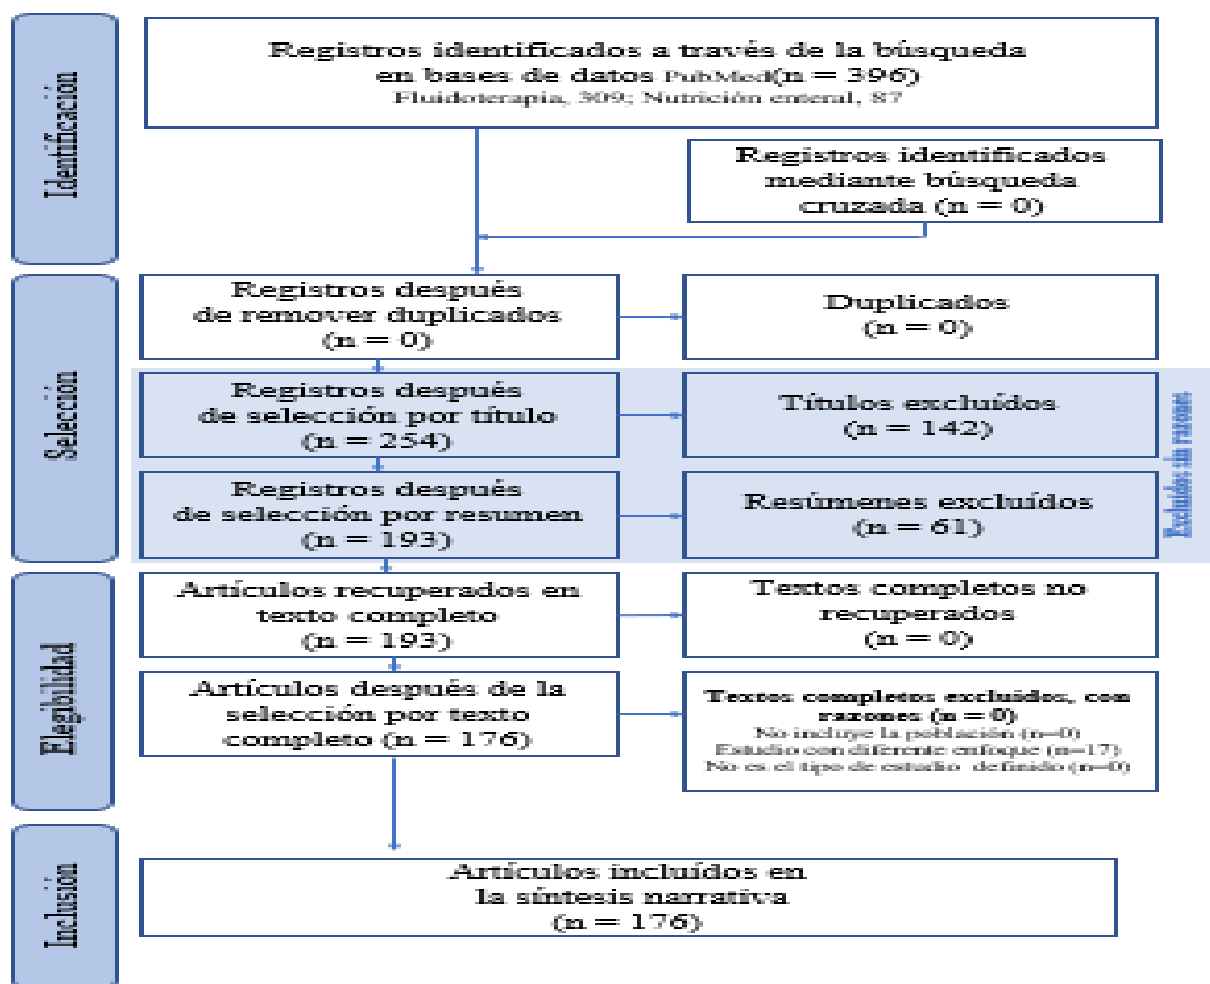 Identificación
Registros identificados a través de la búsqueda
en bases de datos PubMed(n = 396)
Fluidoterapia, 309; Nutrición enteral, 87
Registros identificados
mediante búsqueda
cruzada (n = 0)
Selección
Registros después
de remover duplicados
(n = 0)
Duplicados
(n = 0)
Registros después
de selección por título
(n = 254)
Títulos excluídos
(n = 142)
Excluidos sin razones
Registros después
de selección por resumen
(n = 193)
Resúmenes excluídos
(n = 61)
Elegibilidad
Artículos recuperados en
texto completo
(n = 193)
Textos completos no
recuperados
(n = 0)
Artículos después de la
selección por texto
completo (n = 176)
Textos completos excluidos, con
razones (n = 0)
No incluye la población (n=0)
Estudio con diferente enfoque (n=17)
No es el tipo de estudio definido (n=0)
Inclusión
Artículos incluídos en
la síntesis narrativa
(n = 176)